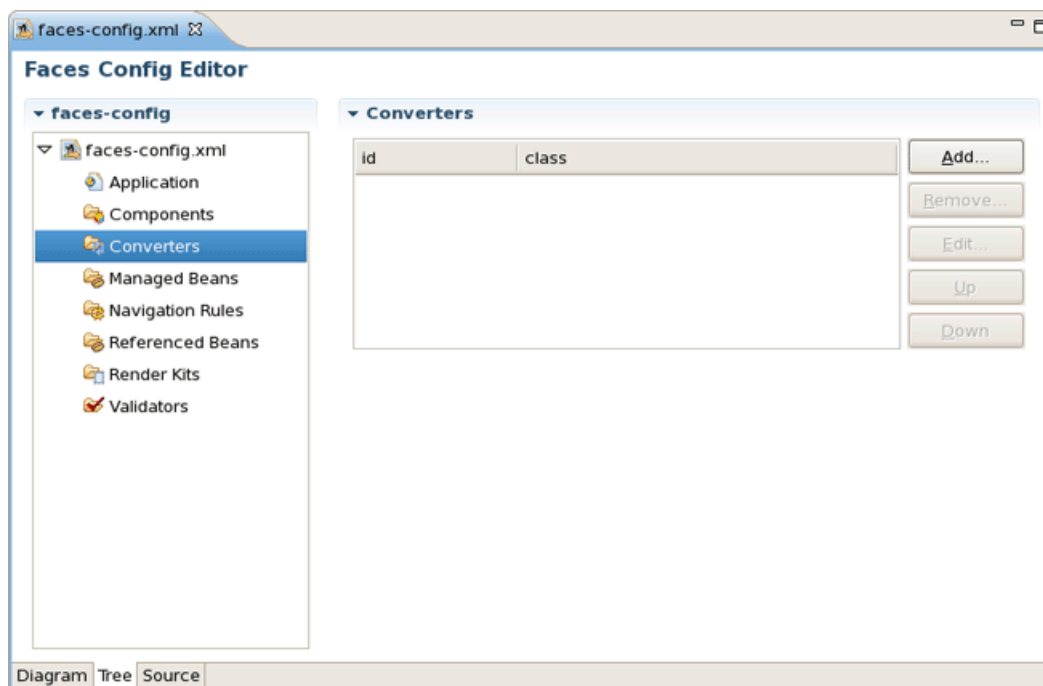 faces-config.xml
Faces Config Editor
faces-config
faces-config.xml
Application
Components
Converters
Managed Beans
Navigation Rules
Referenced Beans
Render Kits
Validators
Converters
id class
Add...
Remove...
Edit...
Up
Down
Diagram Tree Source